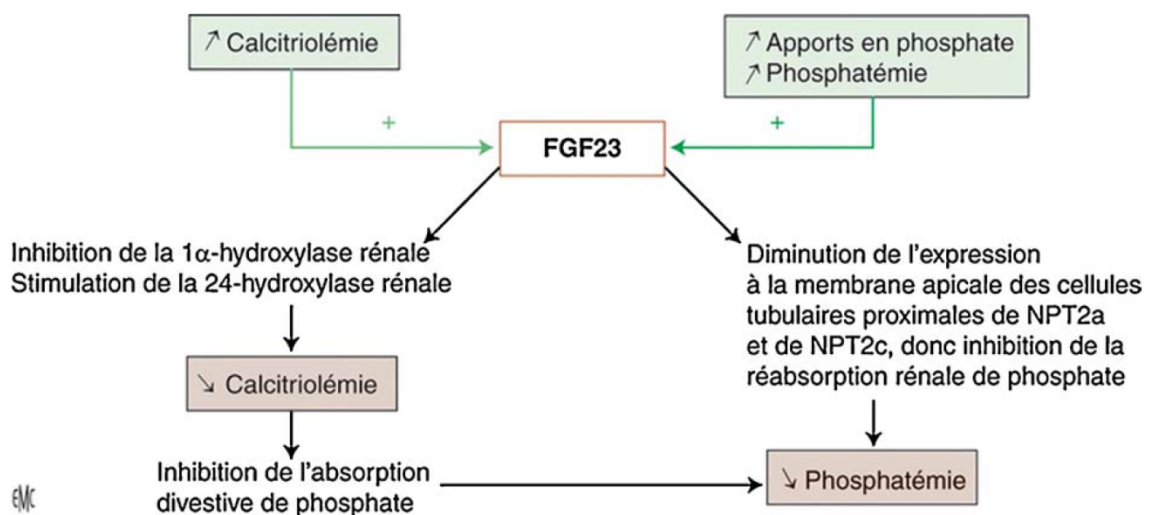 ↗ Calcitriolémie
↗ Apports en phosphate
↗ Phosphatémie
+
+
FGF23
Inhibition de la 1α-hydroxylase rénale
Stimulation de la 24-hydroxylase rénale
Diminution de l'expression
à la membrane apicale des cellules
tubulaires proximales de NPT2a
et de NPT2c, donc inhibition de la
réabsorption rénale de phosphate
↘ Calcitriolémie
Inhibition de l'absorption
divestive de phosphate
↘ Phosphatémie
EMC